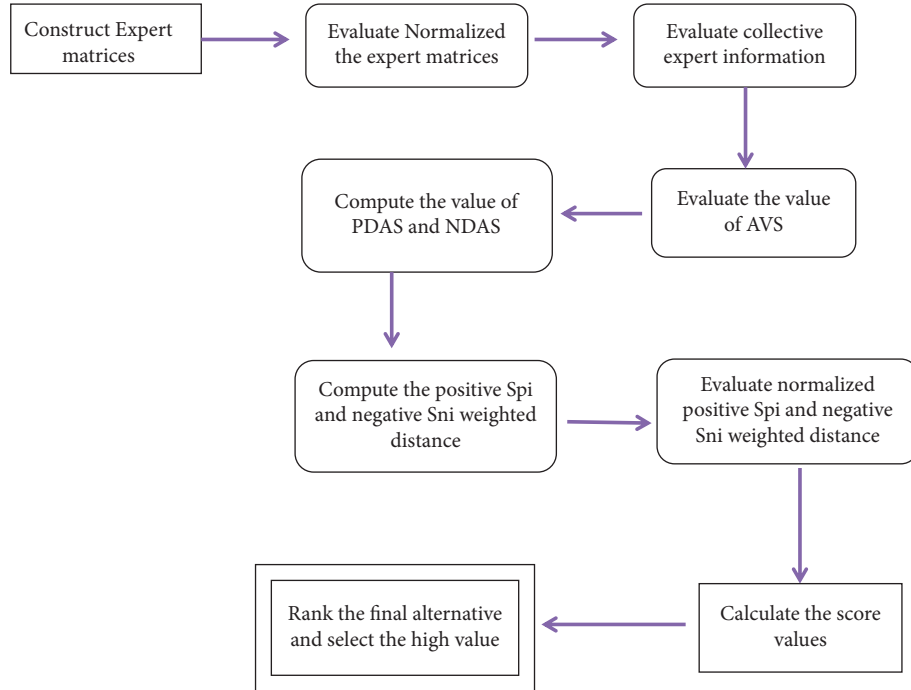 Construct Expert
matrices
Evaluate Normalized
the expert matrices
Evaluate collective
expert information
Evaluate the value
of AVS
Compute the value of
PDAS and NDAS
Compute the positive Spi
and negative Sni weighted
distance
Evaluate normalized
positive Spi and negative
Sni weighted distance
Calculate the score
values
Rank the final alternative
and select the high value